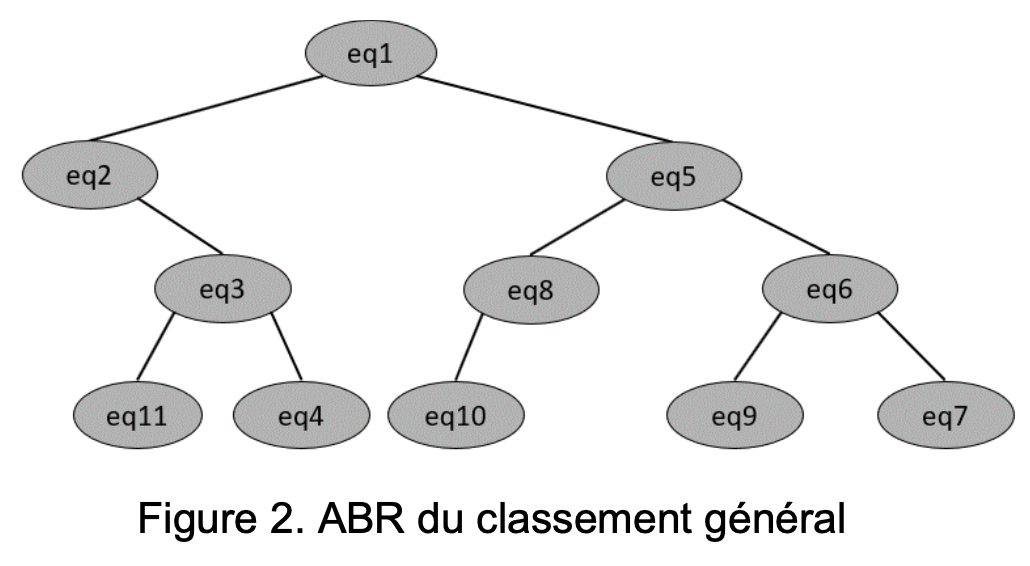 eq1
eq2
eq5
eq3
eq8
eq6
eq11
eq4
eq10
eq9
eq7
Figure 2. ABR du classement général